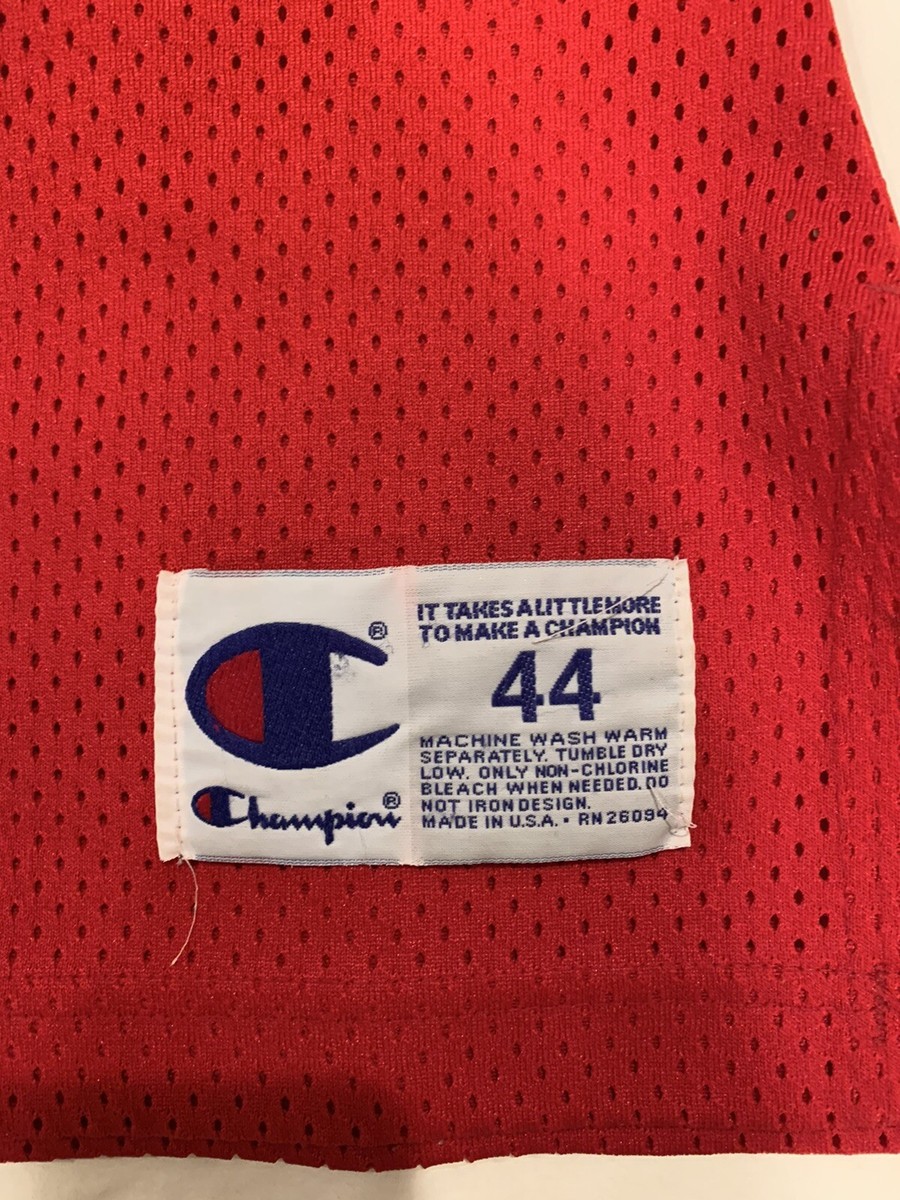 ®
Champion®
IT TAKES A LITTLE MORE
TO MAKE A CHAMPION
44
MACHINE WASH WARM
SEPARATELY. TUMBLE DRY
LOW. ONLY NON-CHLORINE
BLEACH WHEN NEEDED. DO
NOT IRON DESIGN.
MADE IN U.S.A. • RN 26094